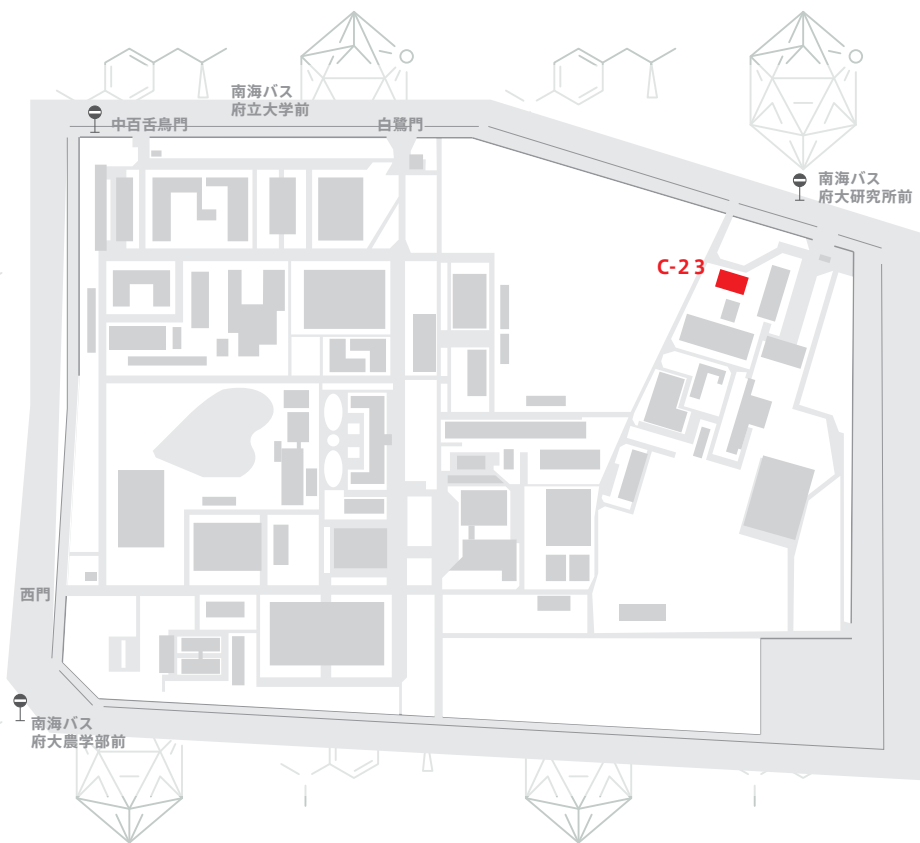 南海バス
府立大学前
中百舌鳥門
白鷺門
南海バス
府大研究所前
C-23
西門
南海バス
府大農学部前